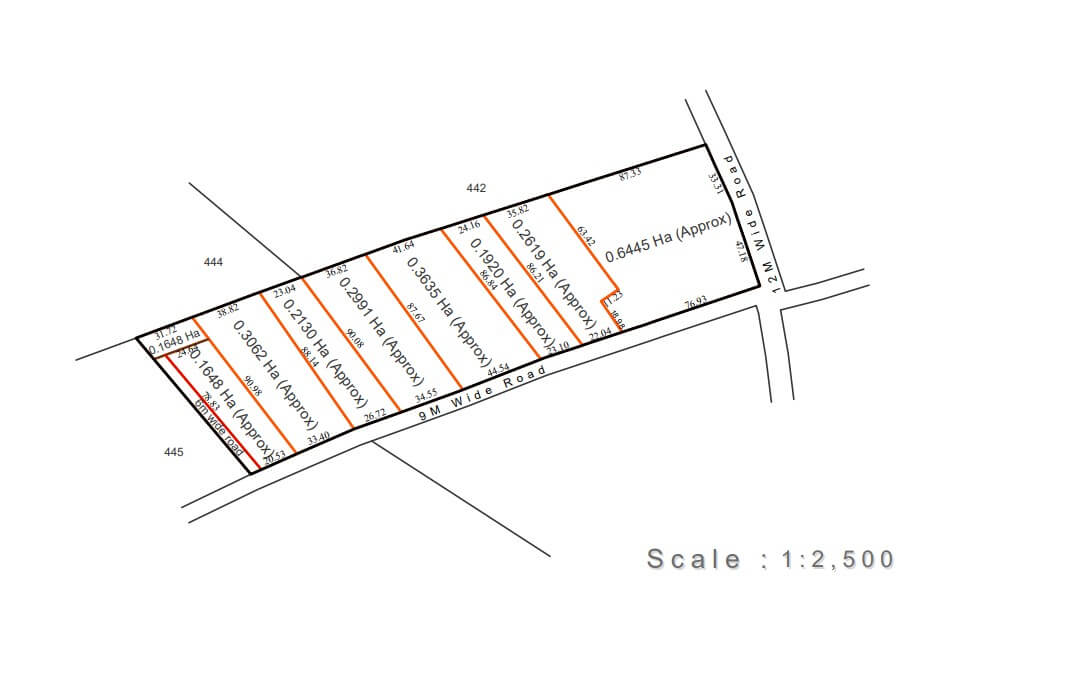 442
444
445
87.33
33.31
12 M Wide Road
47.18
0.6445 Ha (Approx)
76.93
63.42
11.23
18.98
35.82
0.2619 Ha (Approx)
86.21
22.04
24.16
0.1920 Ha (Approx)
86.84
23.10
41.64
0.3635 Ha (Approx)
87.67
44.54
36.82
0.2991 Ha (Approx)
90.08
34.55
23.04
0.2130 Ha (Approx)
88.14
26.72
38.82
0.3062 Ha (Approx)
90.98
33.40
31.72
0.1648 Ha
0.1648 Ha (Approx)
78.83
20.53
6m wide road
9 M Wide Road
Scale : 1:2,500